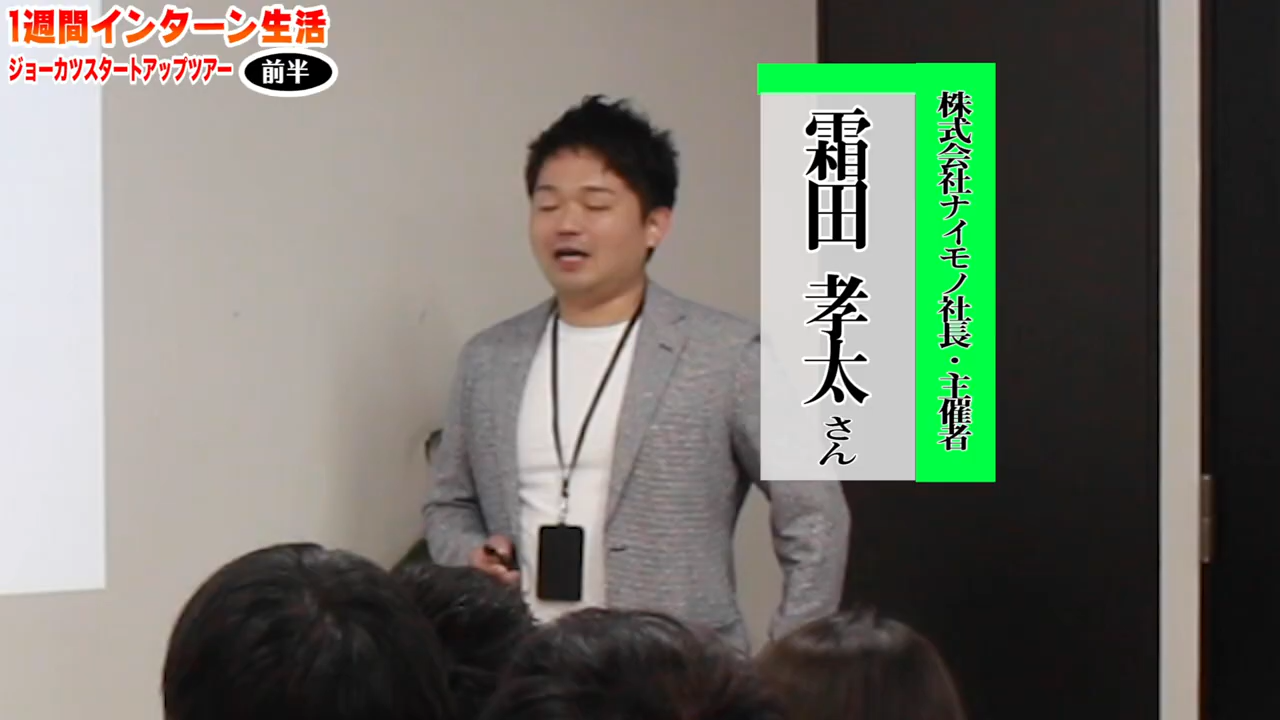 1週間インターン生活
ジョーカツスタートアップツアー
前半
株式会社ナイモノ社長・主催者
霜田 孝太さん